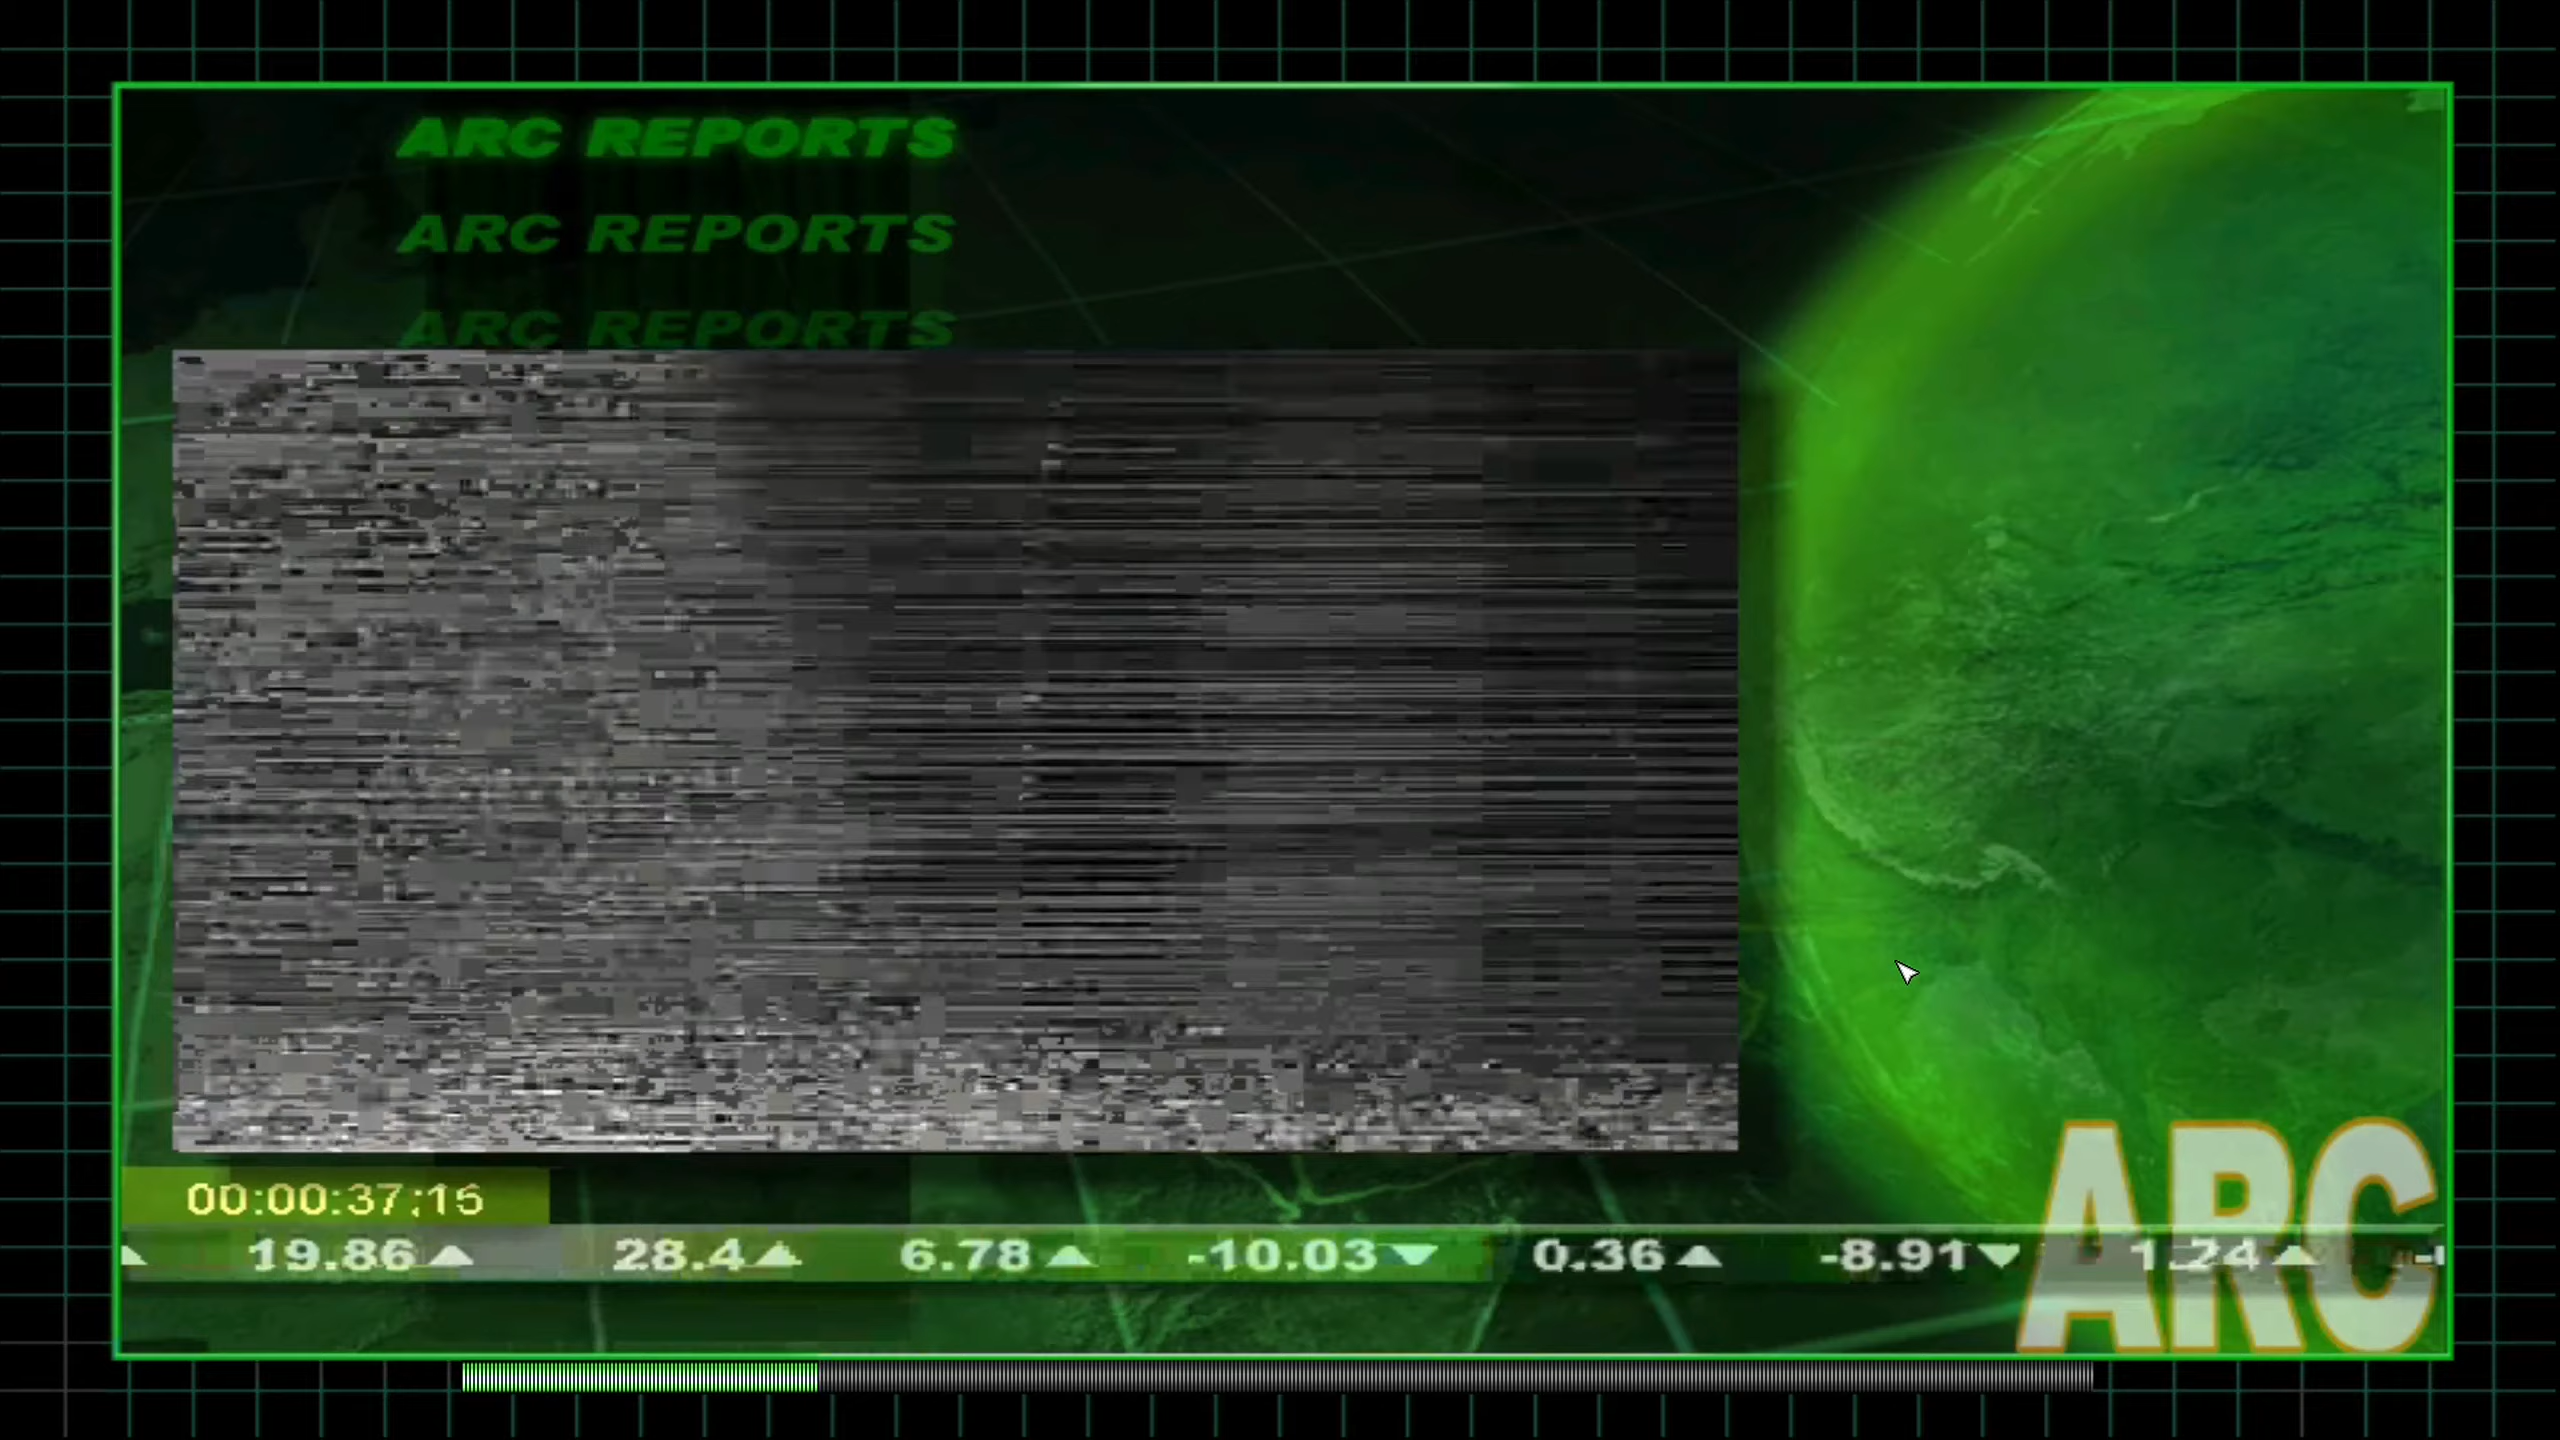 ARC REPORTS
ARC REPORTS
ARC REPORTS
00:00:37;15
19.86▲ 28.4▲ 6.78▲ -10.03▼ 0.36▲ -8.91▼ 1.24▲
ARC